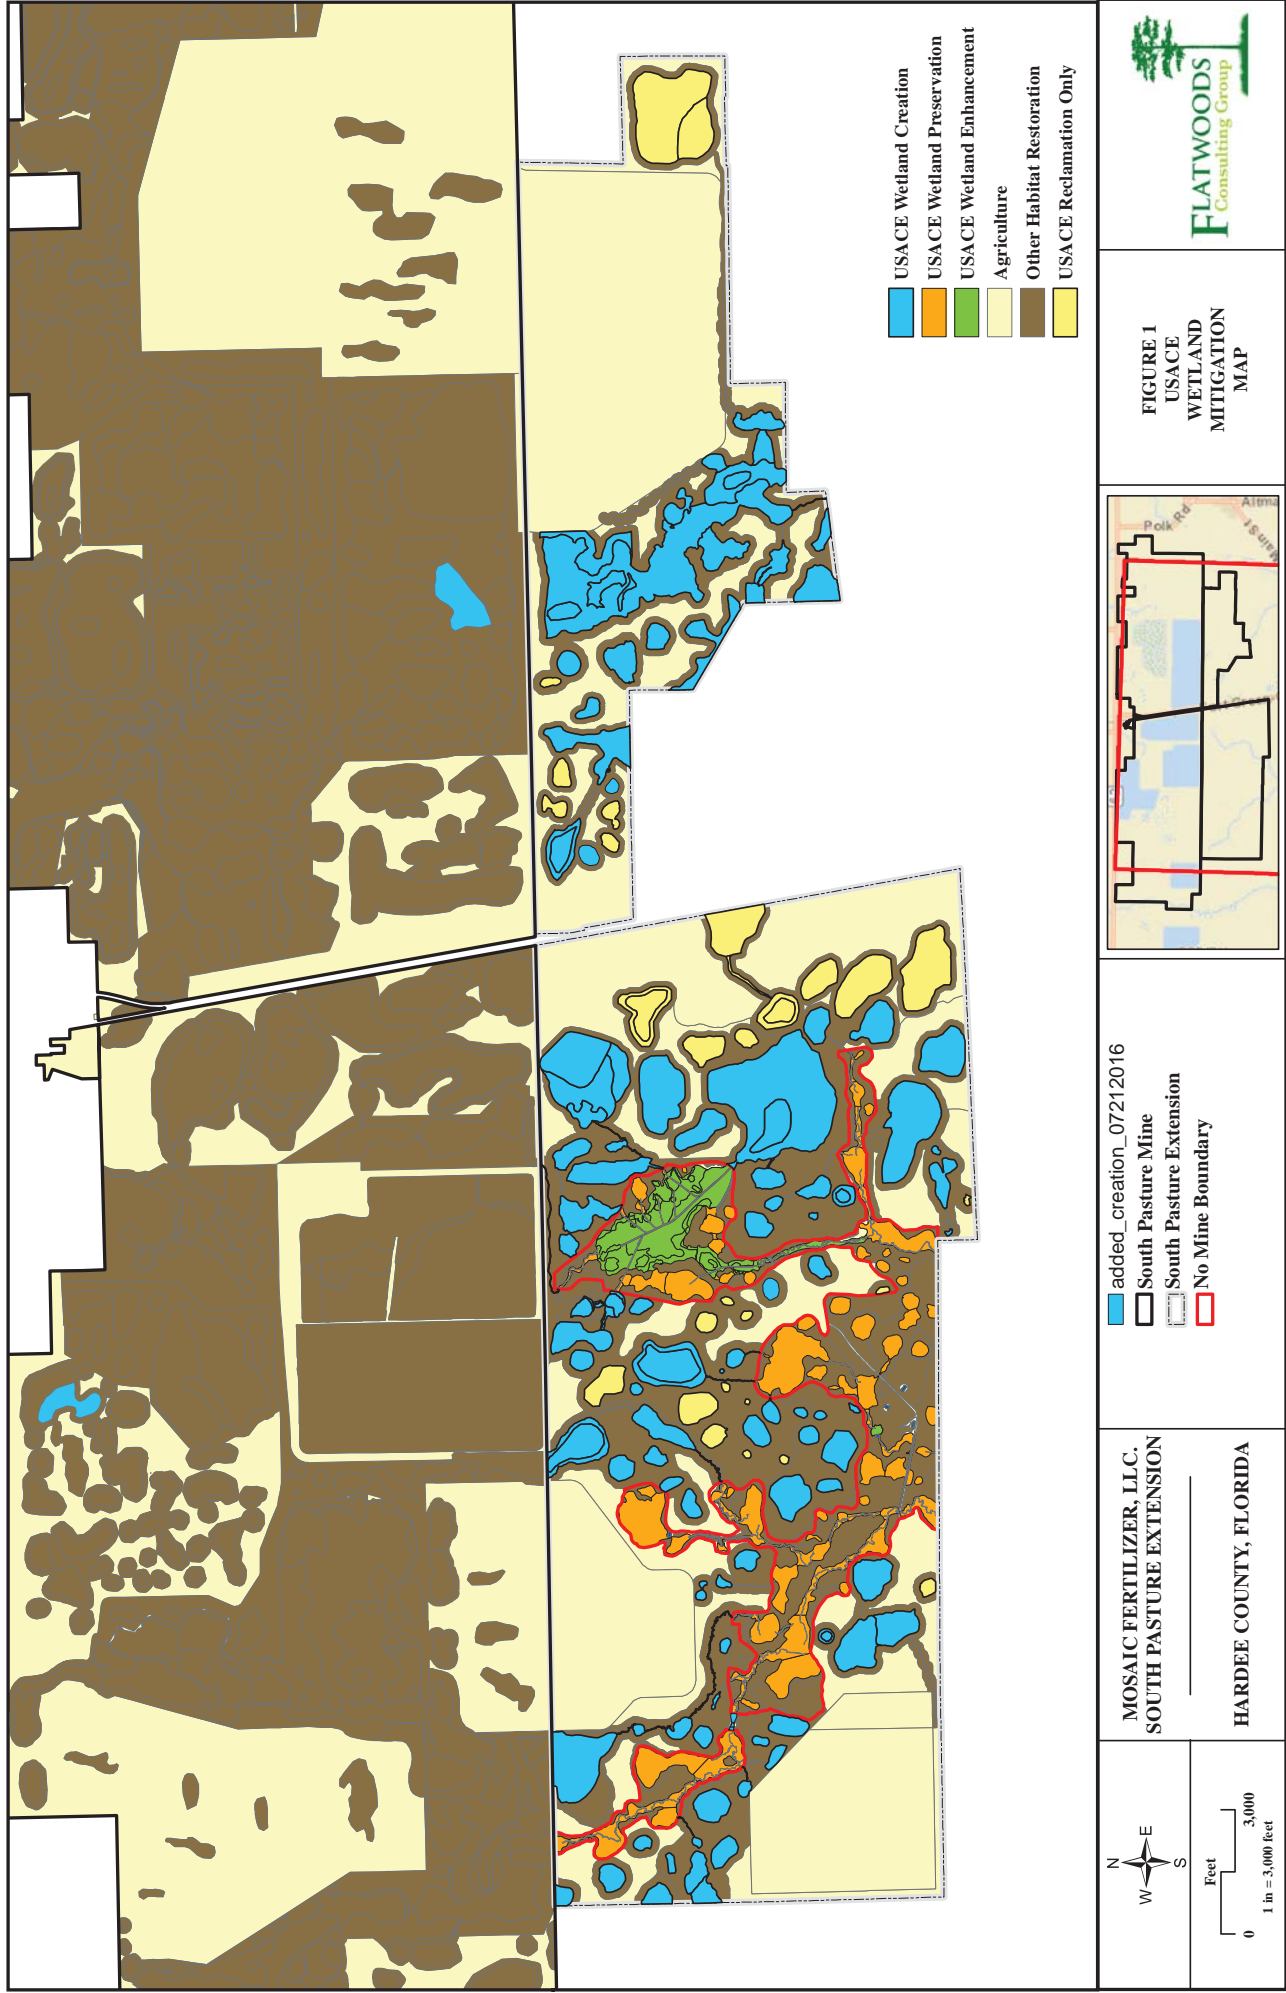 USACE Wetland Creation
USACE Wetland Preservation
USACE Wetland Enhancement
Agriculture
Other Habitat Restoration
USACE Reclamation Only
N
W
E
S
Feet
0
3,000
1 in = 3,000 feet
MOSAIC FERTILIZER, LLC.
SOUTH PASTURE EXTENSION
HARDEE COUNTY, FLORIDA
added_creation_07212016
South Pasture Mine
South Pasture Extension
No Mine Boundary
Polk Rd
Main St
FIGURE 1
USACE
WETLAND
MITIGATION
MAP
FLATWOODS
Consulting Group